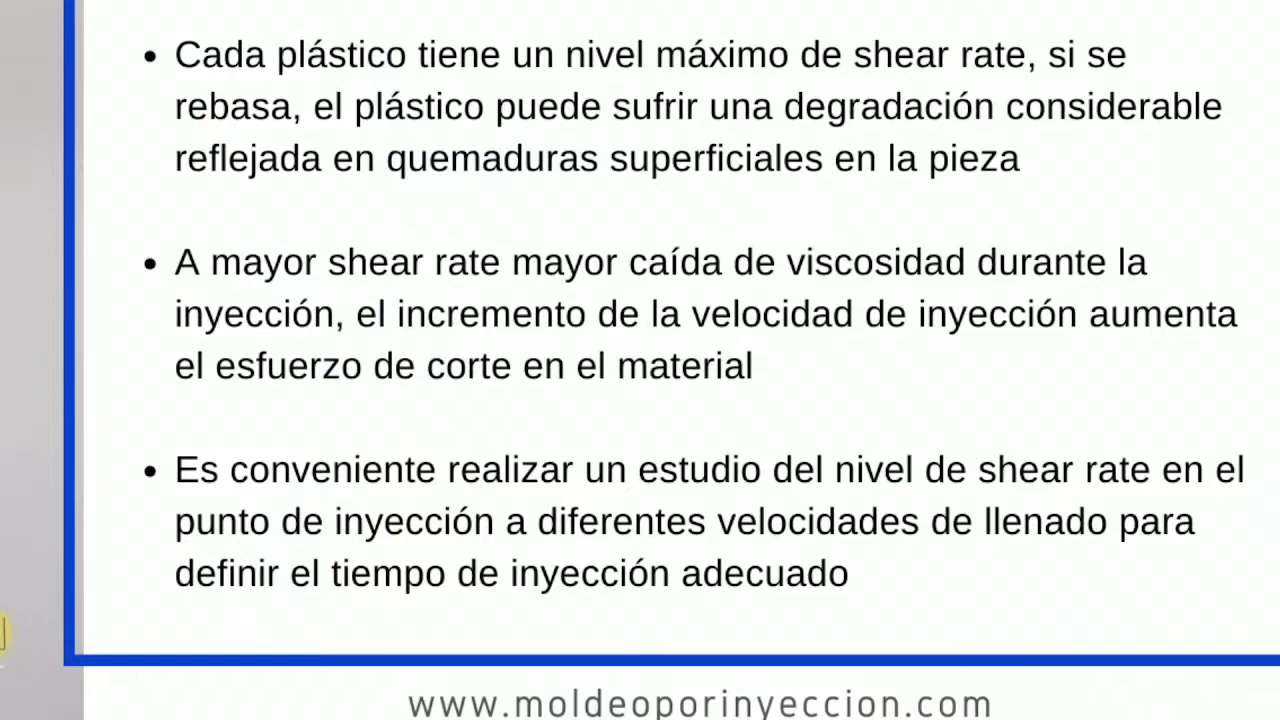 • Cada plástico tiene un nivel máximo de shear rate, si se
rebasa, el plástico puede sufrir una degradación considerable
reflejada en quemaduras superficiales en la pieza
• A mayor shear rate mayor caída de viscosidad durante la
inyección, el incremento de la velocidad de inyección aumenta
el esfuerzo de corte en el material
• Es conveniente realizar un estudio del nivel de shear rate en el
punto de inyección a diferentes velocidades de llenado para
definir el tiempo de inyección adecuado
www.moldeoporinyeccion.com